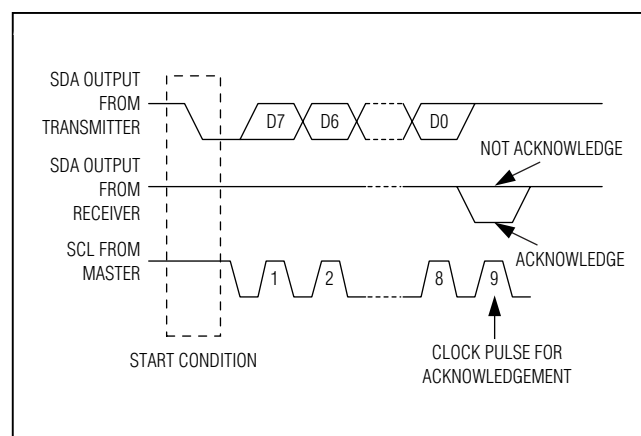 SDA OUTPUT
FROM
TRANSMITTER
D7
D6
D0
NOT ACKNOWLEDGE
SDA OUTPUT
FROM
RECEIVER
ACKNOWLEDGE
SCL FROM
MASTER
1
2
8
9
START CONDITION
CLOCK PULSE FOR
ACKNOWLEDGEMENT